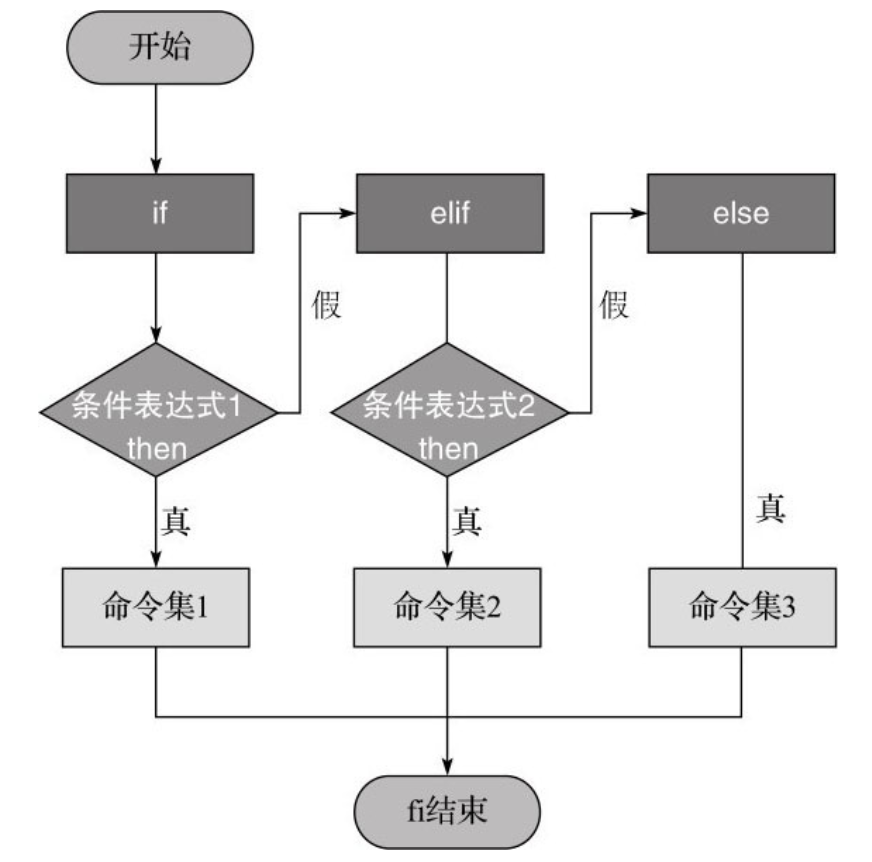 开始
if
elif
else
假
假
条件表达式1
then
条件表达式2
then
真
真
真
命令集1
命令集2
命令集3
fi结束